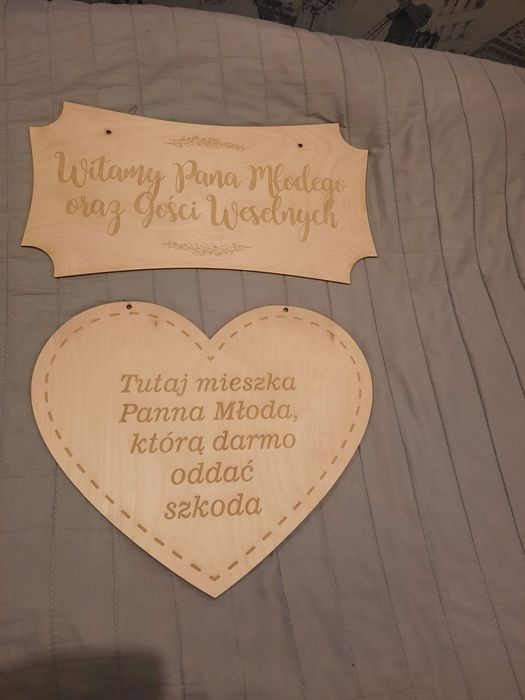 Witamy Pana Młodego
oraz Gości Weselnych
Tutaj mieszka
Panna Młoda,
którą darmo
oddać
szkoda